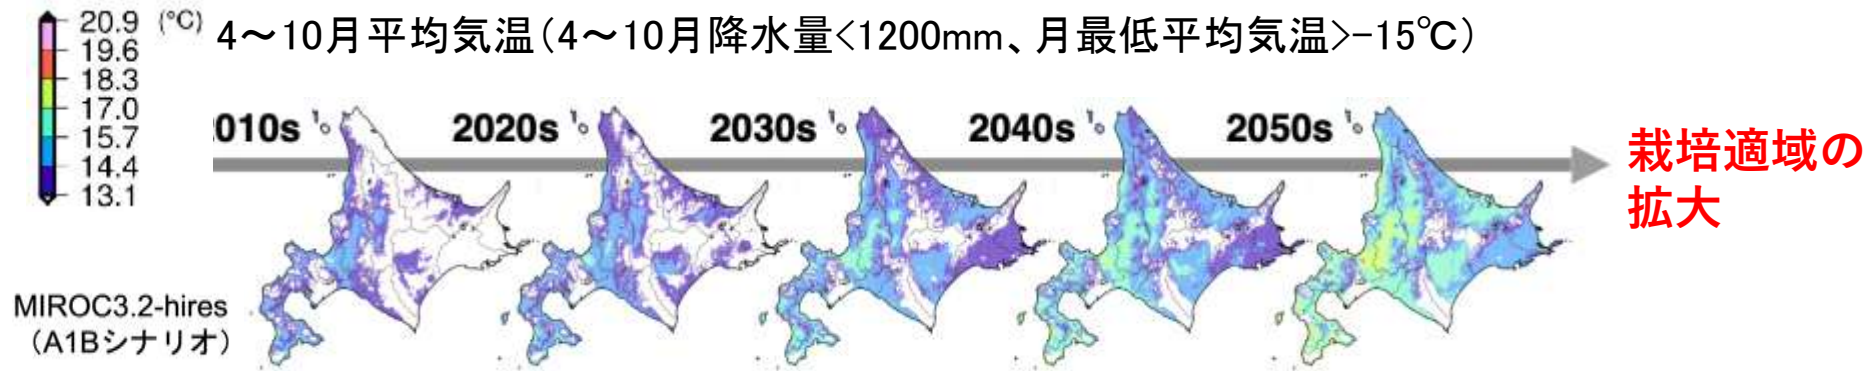 20.9 (℃)
19.6
18.3
17.0
15.7
14.4
13.1
4～10月平均気温(4～10月降水量<1200mm、月最低平均気温>-15℃)
010s
2020s
2030s
2040s
2050s
栽培適域の
拡大
MIROC3.2-hires
(A1Bシナリオ)